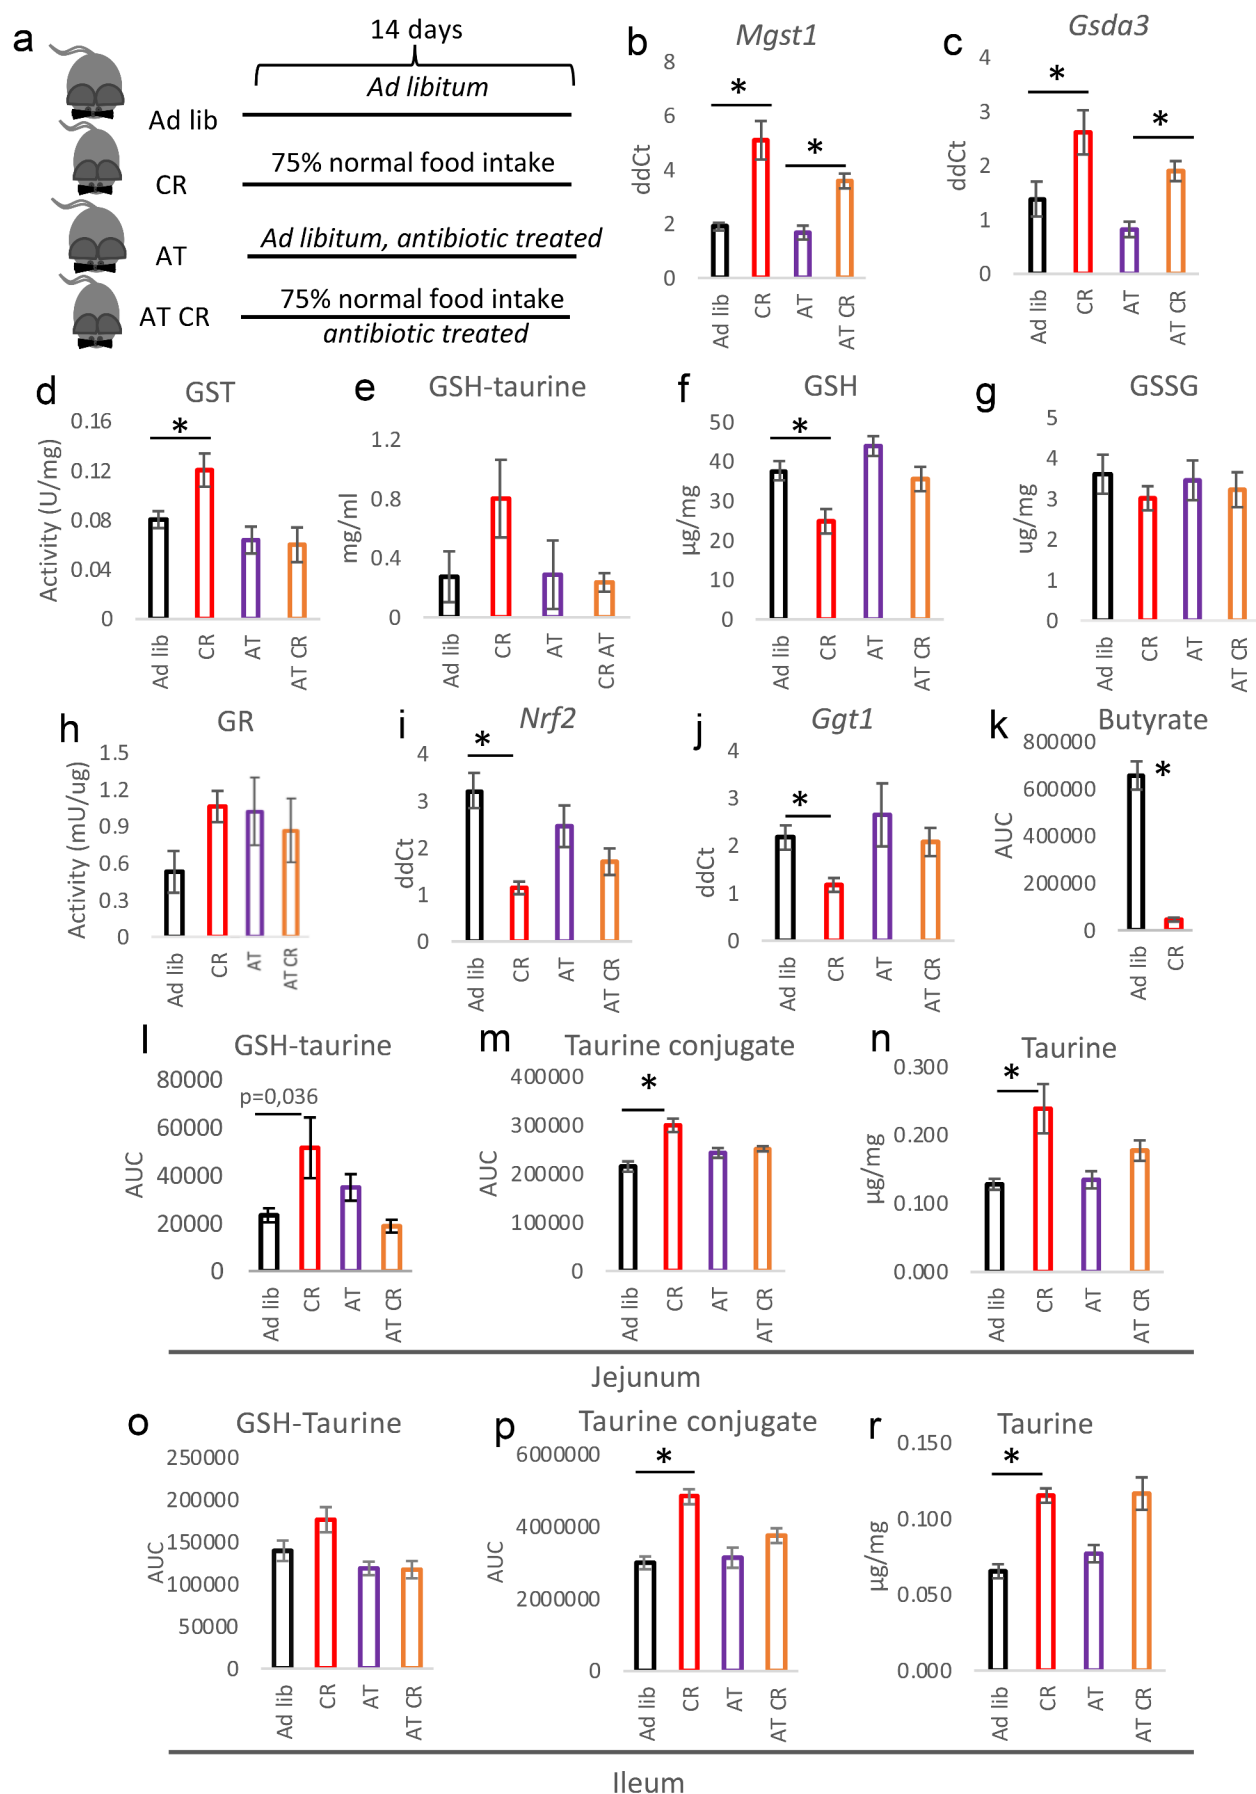 a
14 days
Ad libitum
Ad lib
75% normal food intake
CR
Ad libitum, antibiotic treated
AT
75% normal food intake
AT CR
antibiotic treated
b
Mgst1
8
6
4
2
0
ddCt
*
*
Ad lib
CR
AT
AT CR
c
Gsda3
4
3
2
1
0
ddCt
*
*
Ad lib
CR
AT
AT CR
d
GST
0.16
0.12
0.08
0.04
0
Activity (U/mg)
*
Ad lib
CR
AT
AT CR
e
GSH-taurine
1.2
0.8
0.4
0
mg/ml
Ad lib
CR
AT
CR AT
f
GSH
50
40
30
20
10
0
µg/mg
*
Ad lib
CR
AT
AT CR
g
GSSG
5
4
3
2
1
0
ug/mg
Ad lib
CR
AT
AT CR
h
GR
1.5
1.2
0.9
0.6
0.3
0
Activity (mU/ug)
Ad lib
CR
AT
AT CR
i
Nrf2
4
3
2
1
0
ddCt
*
Ad lib
CR
AT
AT CR
j
Ggt1
4
3
2
1
0
ddCt
*
Ad lib
CR
AT
AT CR
k
Butyrate
800000
600000
400000
200000
0
AUC
*
Ad lib
CR
l
GSH-taurine
80000
60000
40000
20000
0
AUC
p=0,036
Ad lib
CR
AT
AT CR
m
Taurine conjugate
400000
300000
200000
100000
0
AUC
*
Ad lib
CR
AT
AT CR
n
Taurine
0.300
0.200
0.100
0.000
µg/mg
*
Ad lib
CR
AT
AT CR
Jejunum
o
GSH-Taurine
250000
200000
150000
100000
50000
0
AUC
Ad lib
CR
AT
AT CR
p
Taurine conjugate
6000000
4000000
2000000
0
AUC
*
Ad lib
CR
AT
AT CR
r
Taurine
0.150
0.100
0.050
0.000
µg/mg
*
Ad lib
CR
AT
AT CR
Ileum